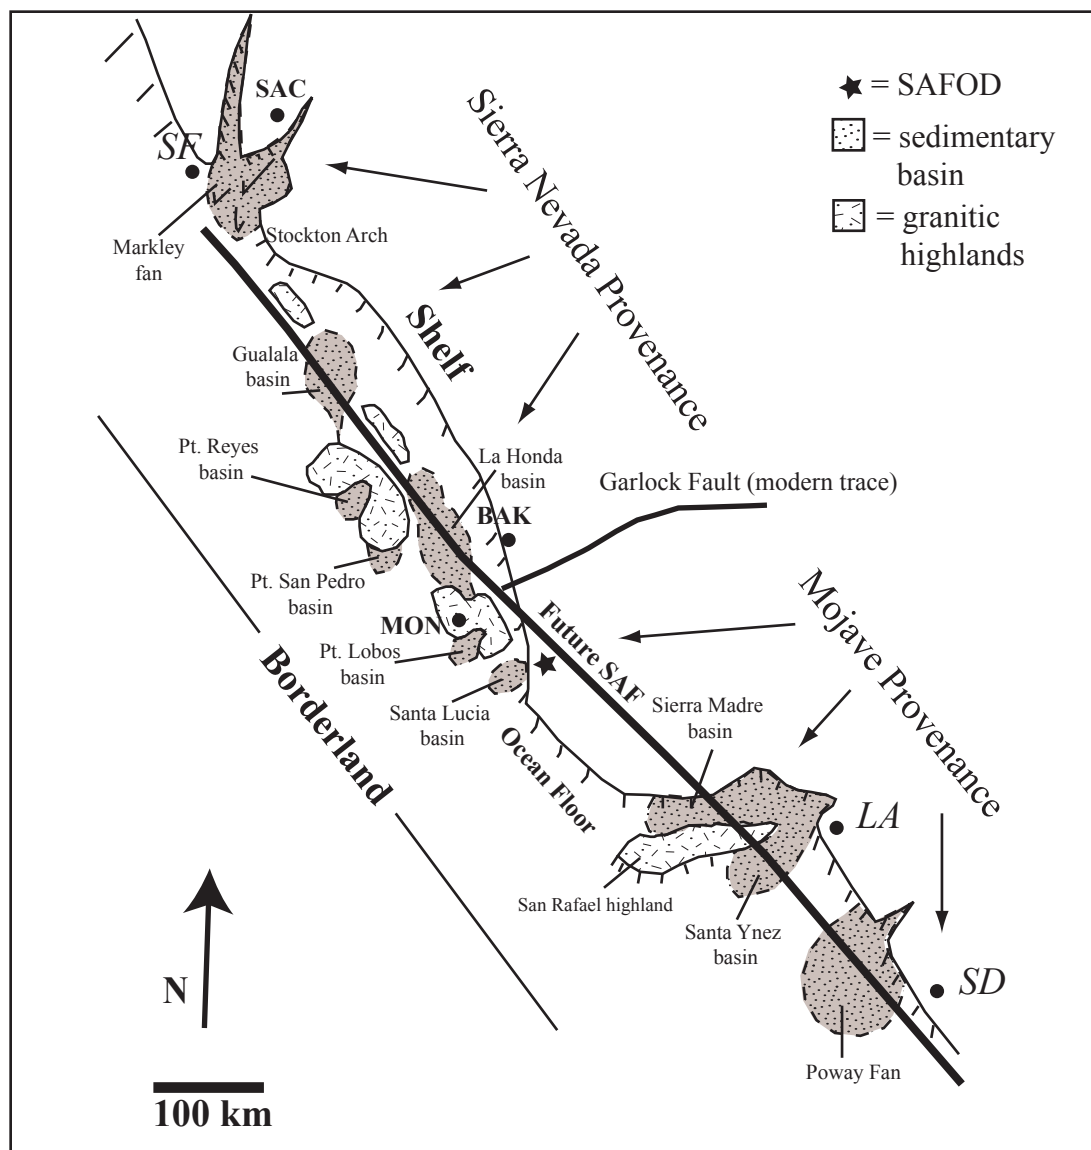 SAC
SF
= SAFOD
= sedimentary
basin
= granitic
highlands
Sierra Nevada Provenance
Markley
fan
Stockton Arch
Shelf
Gualala
basin
Pt. Reyes
basin
La Honda
basin
Garlock Fault (modern trace)
BAK
Pt. San Pedro
basin
MON
Pt. Lobos
basin
Future SAF
Mojave Provenance
Santa Lucia
basin
Sierra Madre
basin
Borderland
Ocean Floor
LA
San Rafael highland
Santa Ynez
basin
N
SD
Poway Fan
100 km